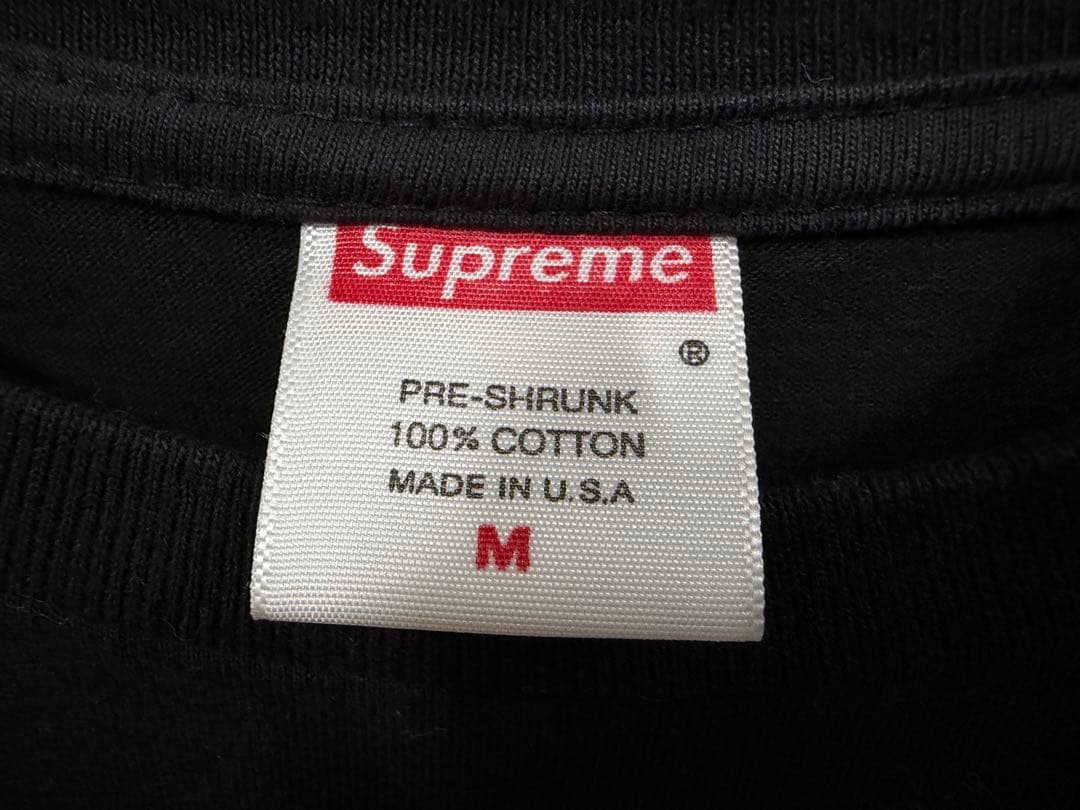 Supreme
®
PRE-SHRUNK
100% COTTON
MADE IN U.S.A
M